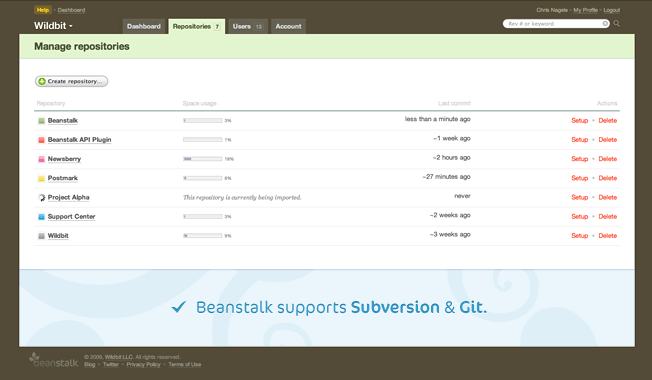 Help • Dashboard
Chris Nagele • My Profile • Logout
Wildbit
Dashboard
Repositories 7
Users 13
Account
Rev # or keyword
Manage repositories
Create repository...
Repository Space usage Last commit Actions
Beanstalk 3% less than a minute ago Setup • Delete
Beanstalk API Plugin 1% ~1 week ago Setup • Delete
Newsberry 19% ~2 hours ago Setup • Delete
Postmark 6% ~27 minutes ago Setup • Delete
Project Alpha This repository is currently being imported. never Setup • Delete
Support Center 3% ~2 weeks ago Setup • Delete
Wildbit 9% ~3 weeks ago Setup • Delete
Beanstalk supports Subversion & Git.
beanstalk
© 2009, Wildbit LLC. All rights reserved.
Blog • Twitter • Privacy Policy • Terms of Use